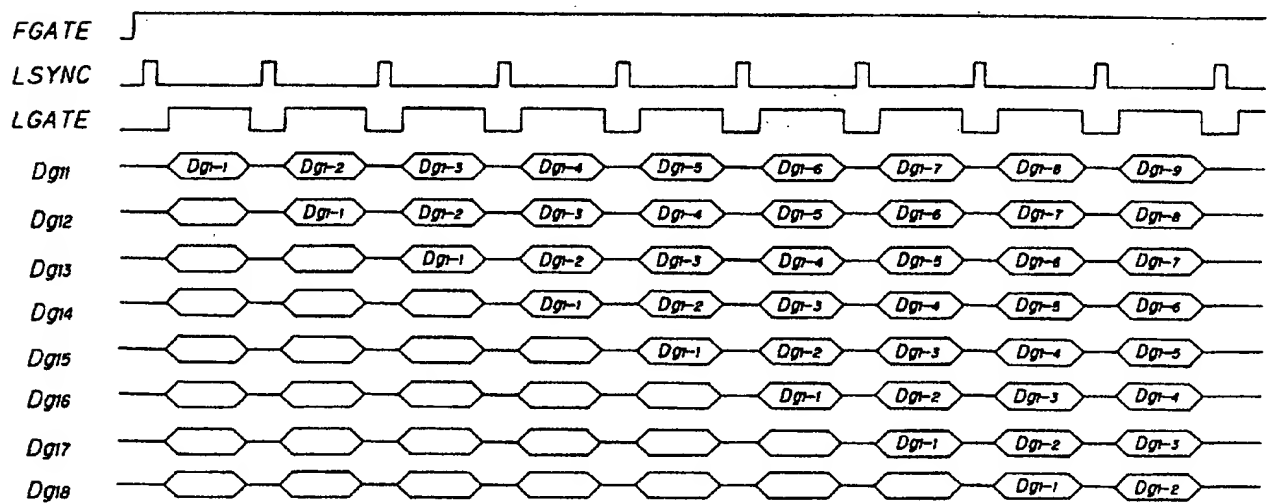 FGATE
LSYNC
LGATE
Dg11 Dg1-1 Dg1-2 Dg1-3 Dg1-4 Dg1-5 Dg1-6 Dg1-7 Dg1-8 Dg1-9
Dg12 Dg1-1 Dg1-2 Dg1-3 Dg1-4 Dg1-5 Dg1-6 Dg1-7 Dg1-8
Dg13 Dg1-1 Dg1-2 Dg1-3 Dg1-4 Dg1-5 Dg1-6 Dg1-7
Dg14 Dg1-1 Dg1-2 Dg1-3 Dg1-4 Dg1-5 Dg1-6
Dg15 Dg1-1 Dg1-2 Dg1-3 Dg1-4 Dg1-5
Dg16 Dg1-1 Dg1-2 Dg1-3 Dg1-4
Dg17 Dg1-1 Dg1-2 Dg1-3
Dg18 Dg1-1 Dg1-2